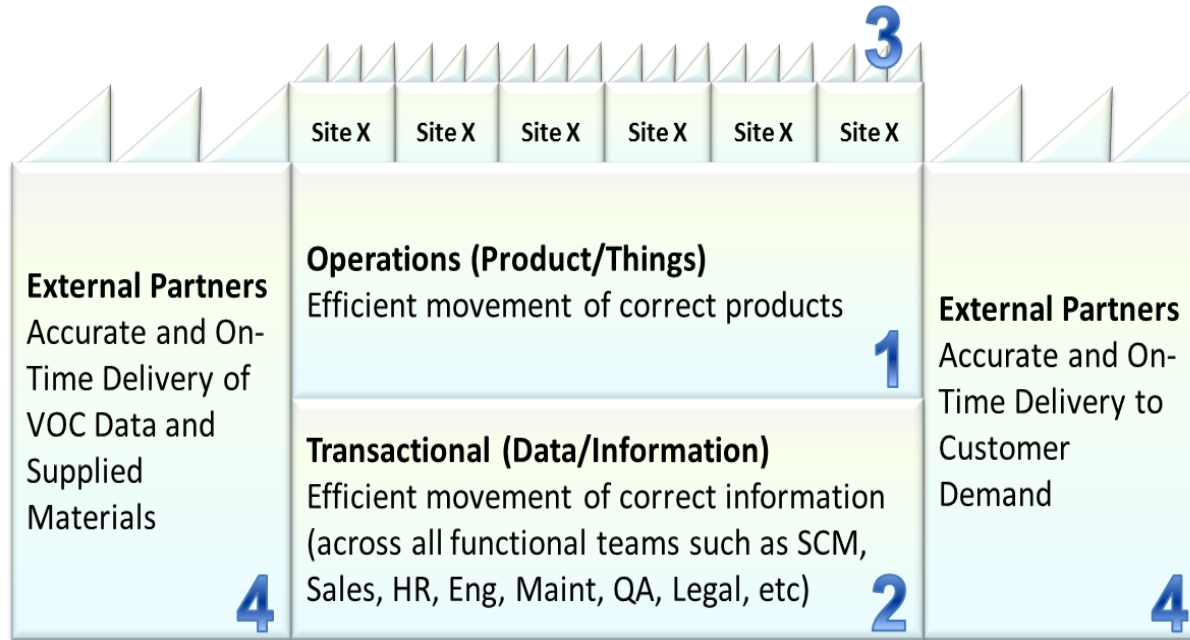 3
Site X
Site X
Site X
Site X
Site X
Site X
External Partners
Accurate and On-
Time Delivery of
VOC Data and
Supplied
Materials
4
Operations (Product/Things)
Efficient movement of correct products
1
Transactional (Data/Information)
Efficient movement of correct information
(across all functional teams such as SCM,
Sales, HR, Eng, Maint, QA, Legal, etc)
2
External Partners
Accurate and On-
Time Delivery to
Customer
Demand
4